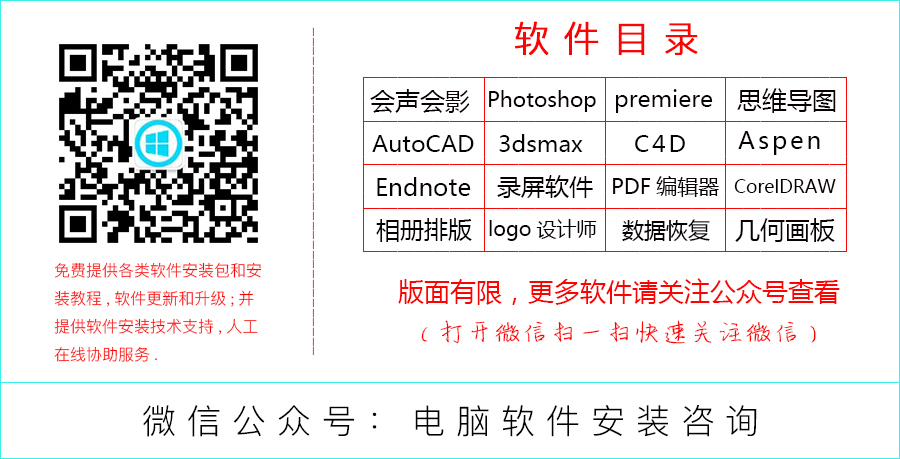 软件目录
会声会影 Photoshop premiere 思维导图
AutoCAD 3dsmax C4D Aspen
Endnote 录屏软件 PDF 编辑器 CorelDRAW
相册排版 logo 设计师 数据恢复 几何画板
免费提供各类软件安装包和安
装教程，软件更新和升级；并
提供软件安装技术支持，人工
在线协助服务．
版面有限，更多软件请关注公众号查看
（打开微信扫一扫快速关注微信）
微信公众号：电脑软件安装咨询